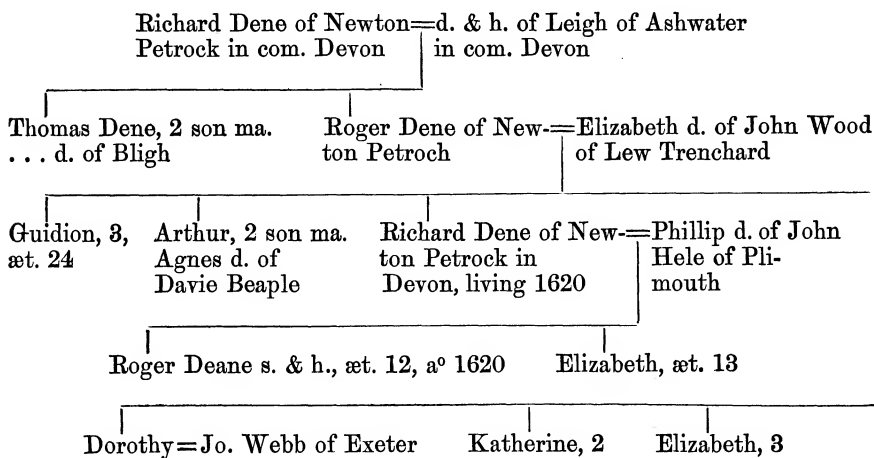 Richard Dene of Newton=d. & h. of Leigh of Ashwater
Petrock in com. Devon in com. Devon
Thomas Dene, 2 son ma. Roger Dene of New-=Elizabeth d. of John Wood
. . . d. of Bligh ton Petroch of Lew Trenchard
Guidion, 3, Arthur, 2 son ma. Richard Dene of New-=Phillip d. of John
æt. 24 Agnes d. of ton Petrock in Hele of Pli-
Davie Beaple Devon, living 1620 mouth
Roger Deane s. & h., æt. 12, aº 1620 Elizabeth, æt. 13
Dorothy=Jo. Webb of Exeter Katherine, 2 Elizabeth, 3